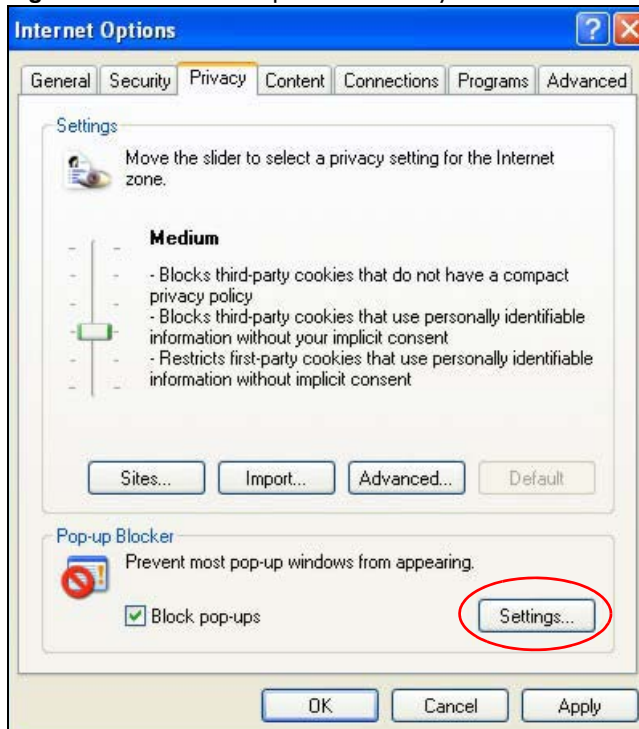 Internet Options
General Security Privacy Content Connections Programs Advanced
Settings
Move the slider to select a privacy setting for the Internet
zone.
Medium
- Blocks third-party cookies that do not have a compact
privacy policy
- Blocks third-party cookies that use personally identifiable
information without your implicit consent
- Restricts first-party cookies that use personally identifiable
information without implicit consent
Sites... Import... Advanced... Default
Pop-up Blocker
Prevent most pop-up windows from appearing.
Block pop-ups Settings...
OK Cancel Apply